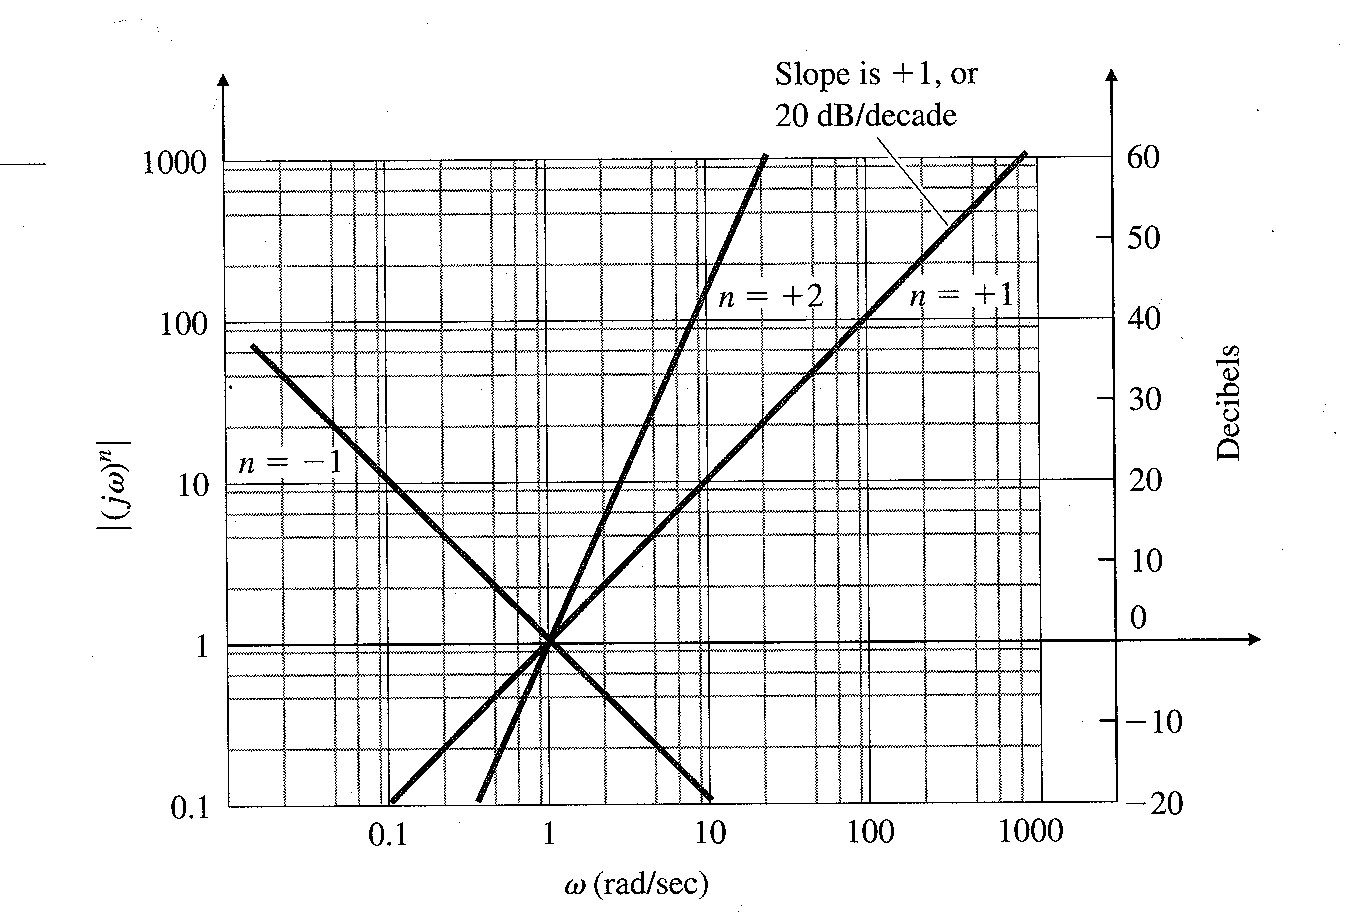 Slope is +1, or
20 dB/decade
1000
100
10
1
0.1
|(jω)ⁿ|
60
50
40
30
20
10
0
−10
−20
Decibels
n = +2
n = +1
n = −1
0.1
1
10
100
1000
ω (rad/sec)